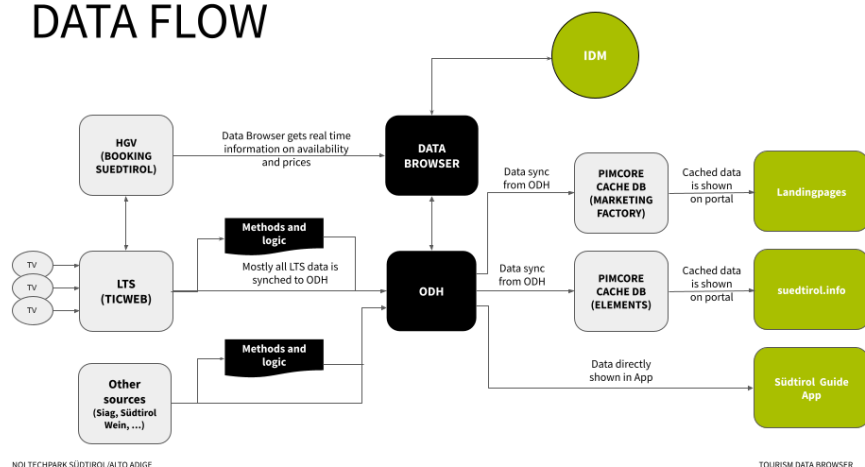 DATA FLOW
IDM
HGV
(BOOKING
SUEDTIROL)
Data Browser gets real time
information on availability
and prices
DATA
BROWSER
Data sync
from ODH
PIMCORE
CACHE DB
(MARKETING
FACTORY)
Cached data
is shown
on portal
Landingpages
Methods and
logic
TV
TV
TV
LTS
(TICWEB)
Mostly all LTS data is
synched to ODH
ODH
Data sync
from ODH
PIMCORE
CACHE DB
(ELEMENTS)
Cached data
is shown
on portal
suedtirol.info
Methods and
logic
Other
sources
(Siag, Südtirol
Wein, ...)
Data directly
shown in App
Südtirol Guide
App
NOI TECHPARK SÜDTIROL/ALTO ADIGE
TOURISM DATA BROWSER